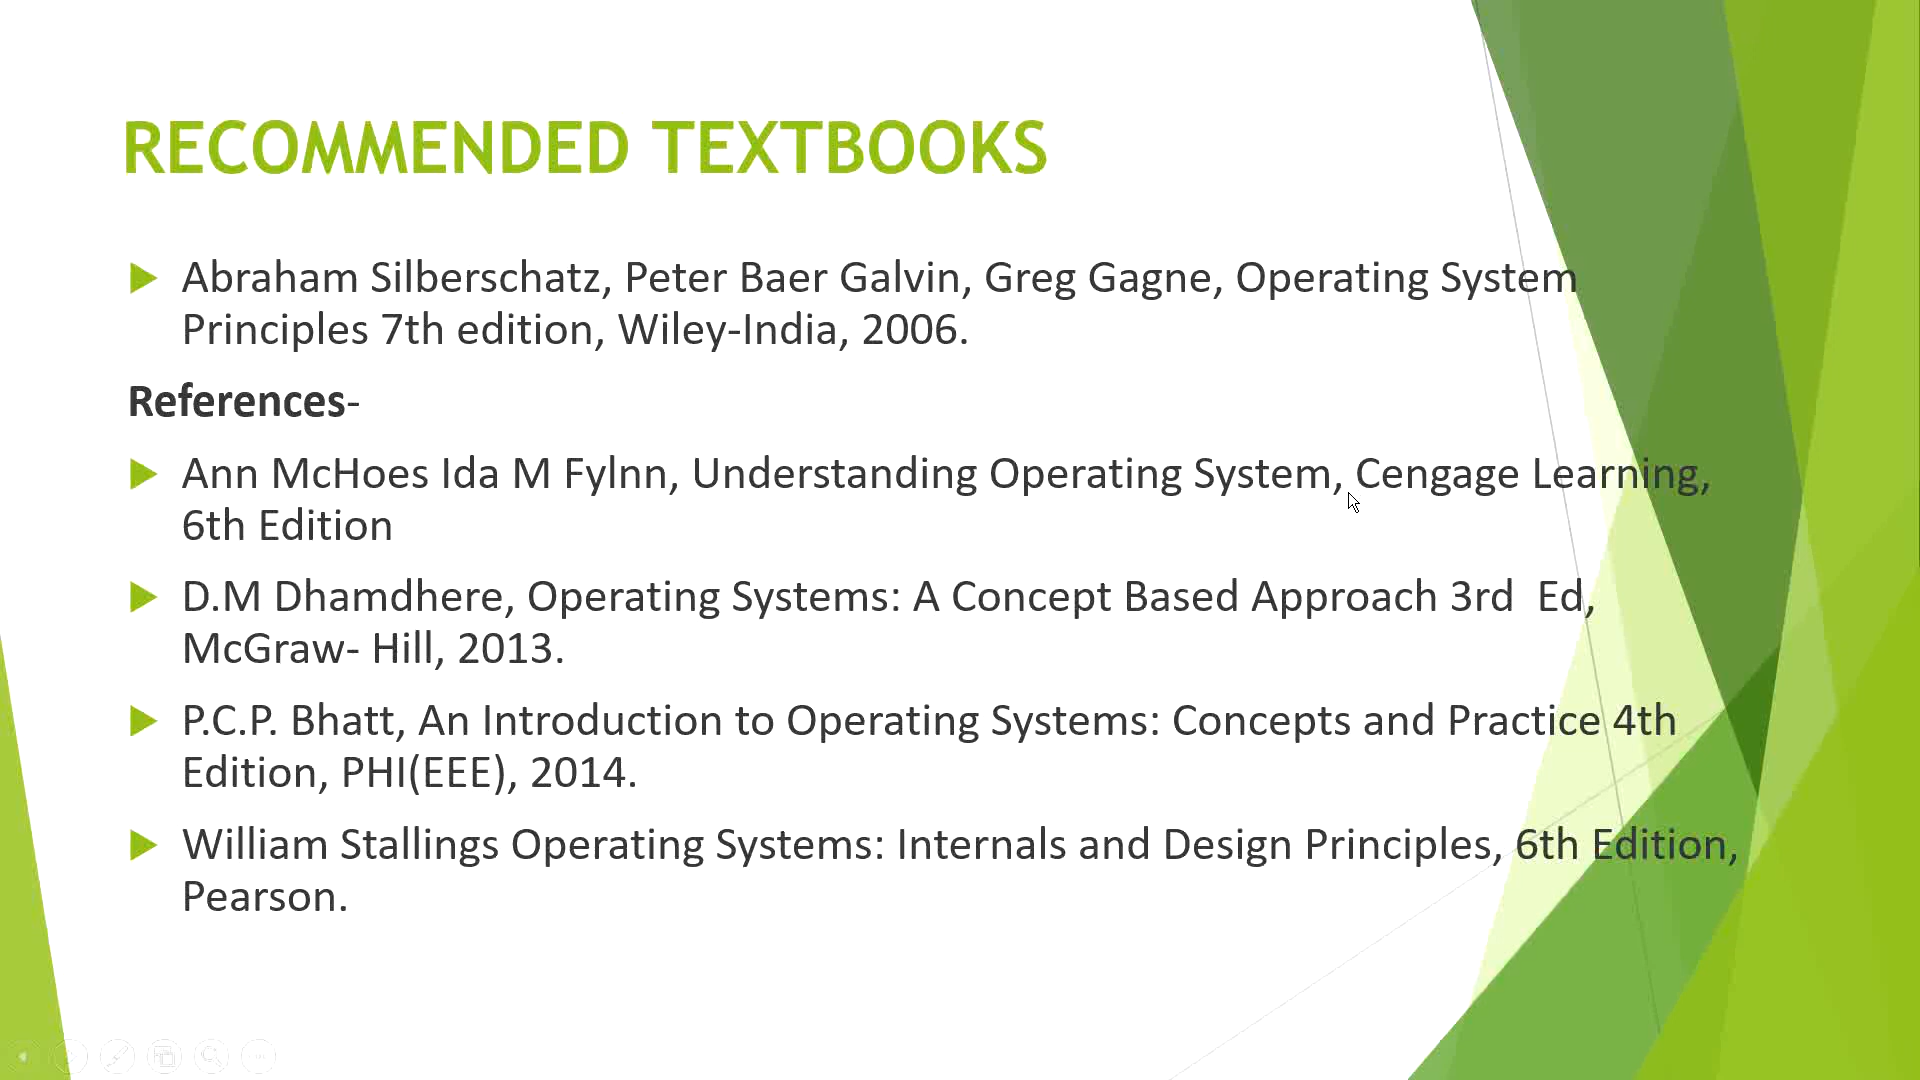 RECOMMENDED TEXTBOOKS
Abraham Silberschatz, Peter Baer Galvin, Greg Gagne, Operating System
Principles 7th edition, Wiley-India, 2006.
References-
Ann McHoes Ida M Fylnn, Understanding Operating System, Cengage Learning,
6th Edition
D.M Dhamdhere, Operating Systems: A Concept Based Approach 3rd  Ed,
McGraw- Hill, 2013.
P.C.P. Bhatt, An Introduction to Operating Systems: Concepts and Practice 4th
Edition, PHI(EEE), 2014.
William Stallings Operating Systems: Internals and Design Principles, 6th Edition,
Pearson.